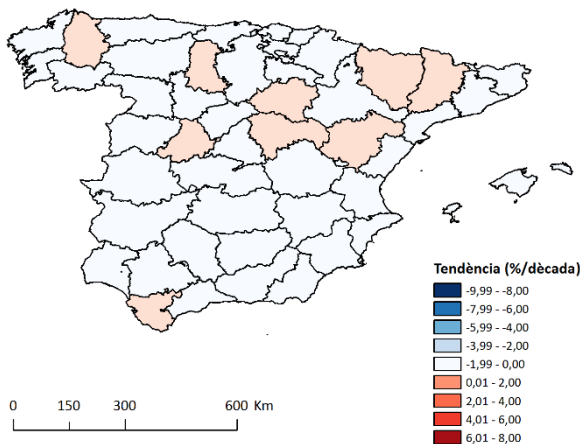 Tendència (%/dècada)
-9,99 - -8,00
-7,99 - -6,00
-5,99 - -4,00
-3,99 - -2,00
-1,99 - 0,00
0,01 - 2,00
2,01 - 4,00
4,01 - 6,00
6,01 - 8,00
0 150 300 600 Km